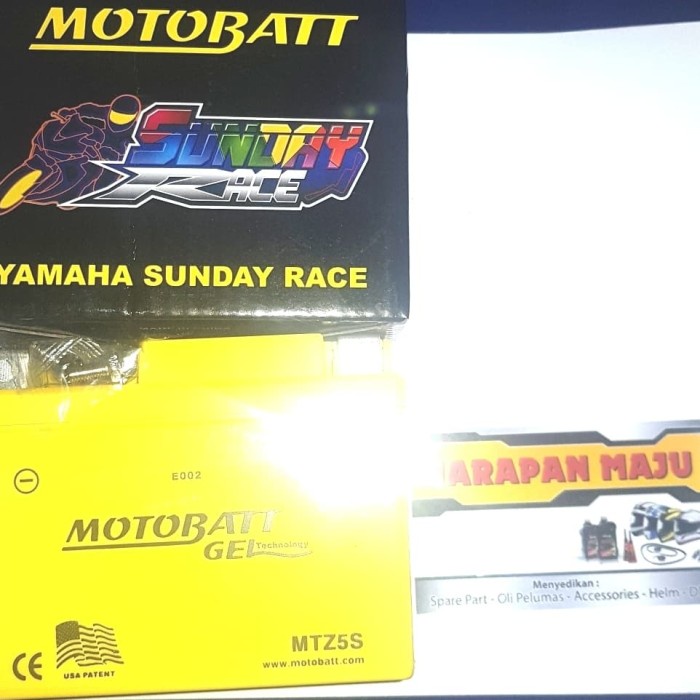 MOTOBATT
SUNDAY
RACE
YAMAHA SUNDAY RACE
E002
MOTOBATT
GEL Technology
MTZ5S
www.motobatt.com
CE
USA PATENT
ARAPAN MAJU
Menyedikan :
Spare Part - Oli Pelumas - Accessories - Helm -